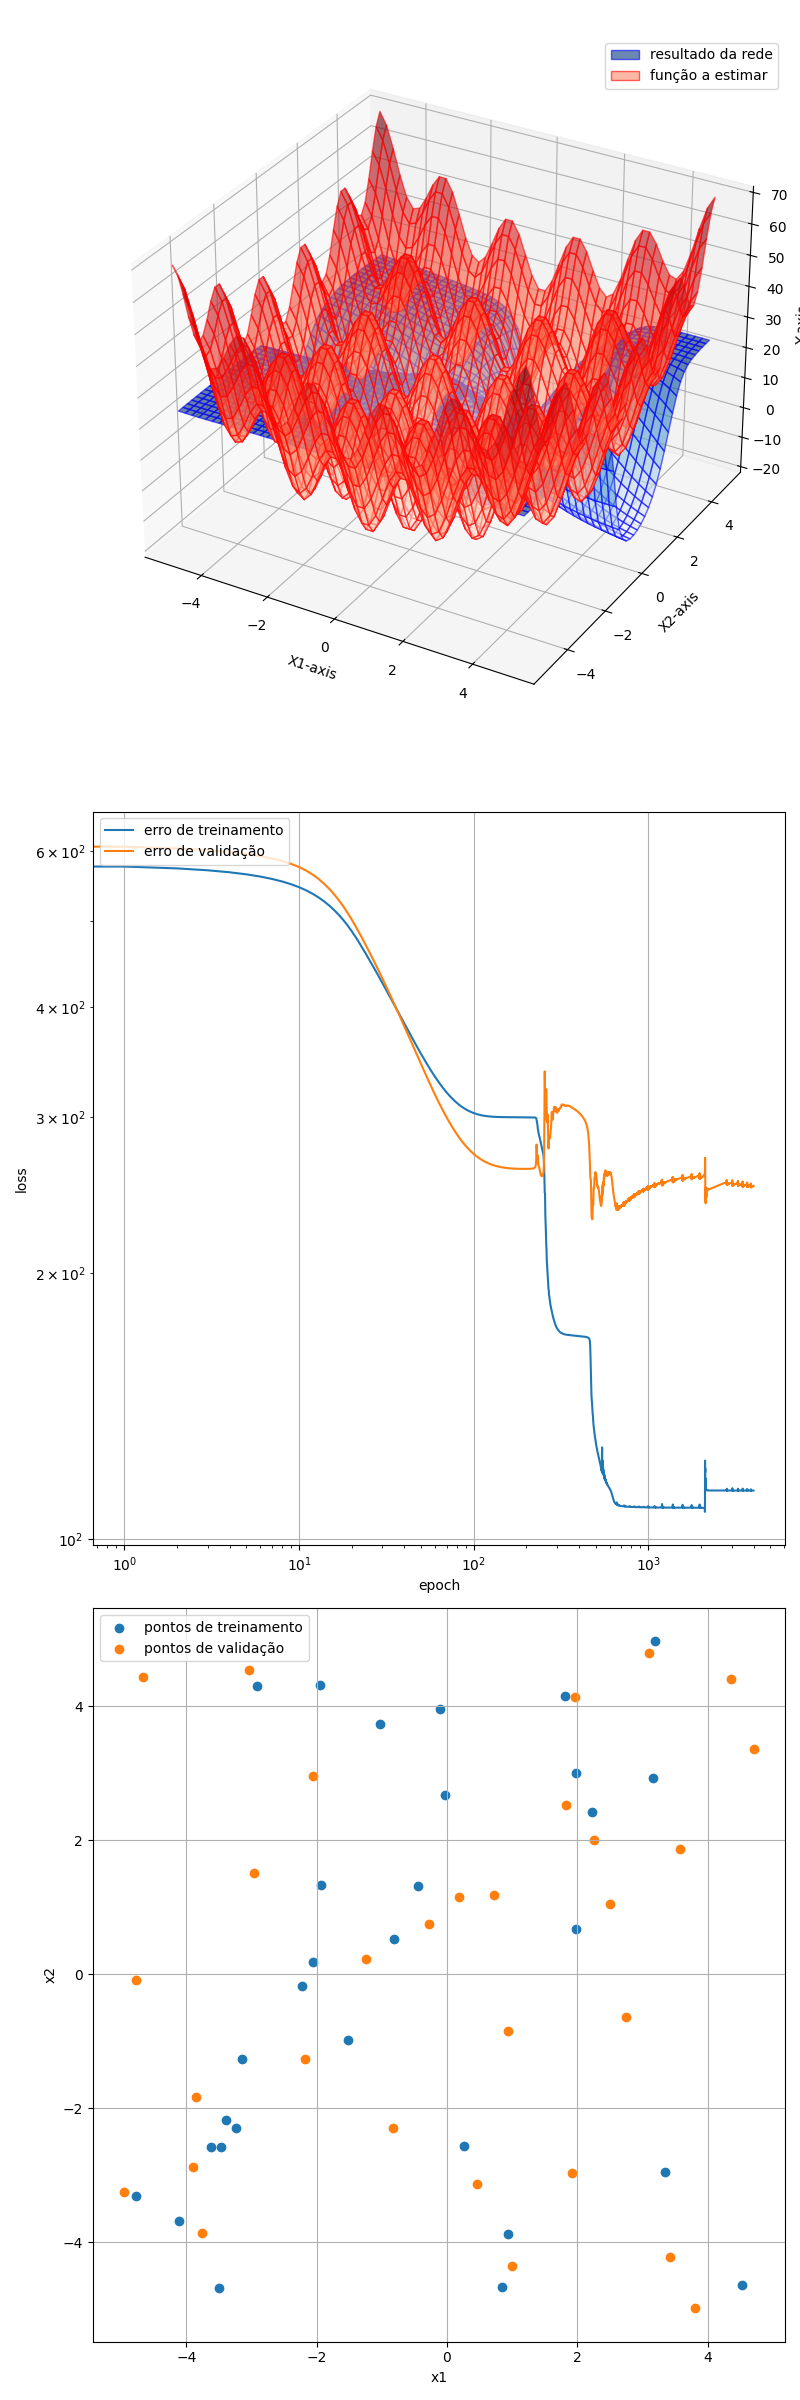 resultado da rede
função a estimar
70
60
50
40
30
20
10
0
−10
−20
4
2
0
−2
−4
X2-axis
−4
−2
0
2
4
X1-axis
erro de treinamento
erro de validação
6 × 10²
4 × 10²
3 × 10²
2 × 10²
10²
loss
10⁰ 10¹ 10² 10³
epoch
pontos de treinamento
pontos de validação
4
2
0
−2
−4
x2
−4 −2 0 2 4
x1